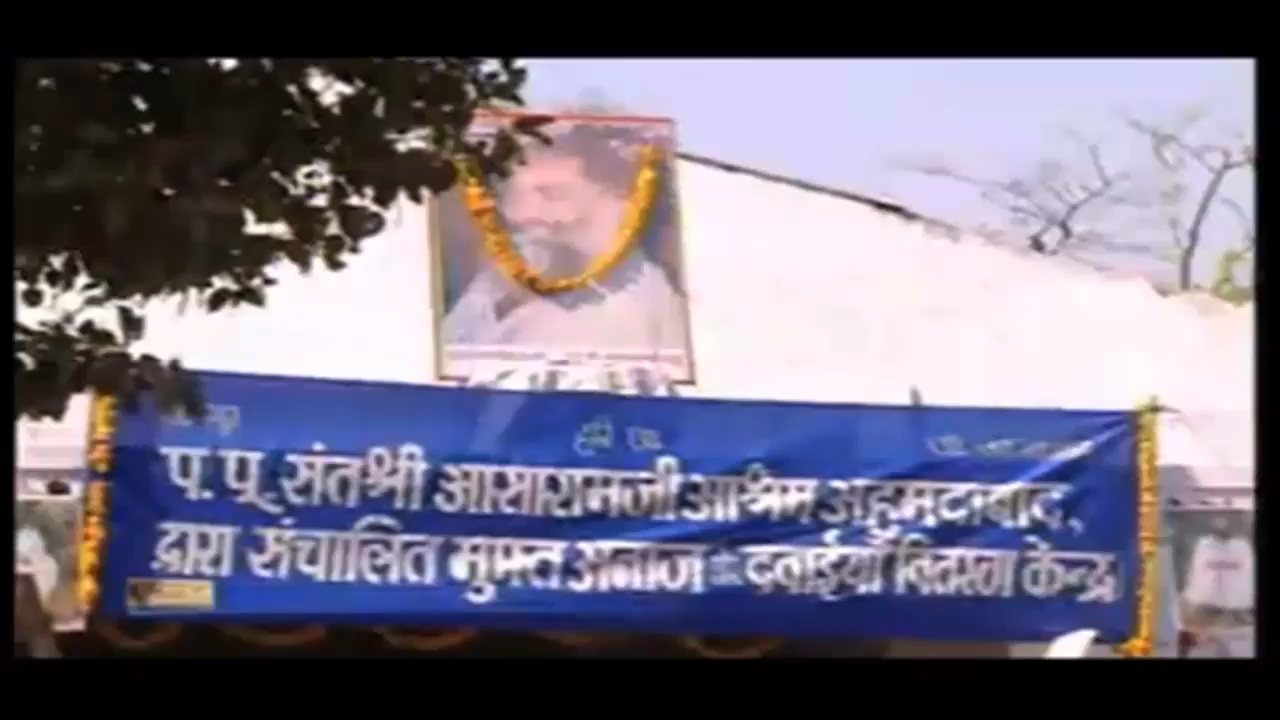 प. पू. संतश्री आसारामजी आश्रम अहमदाबाद,
द्वारा संचालित मुफ्त अनाज दवाईयाँ वितरण केन्द्र